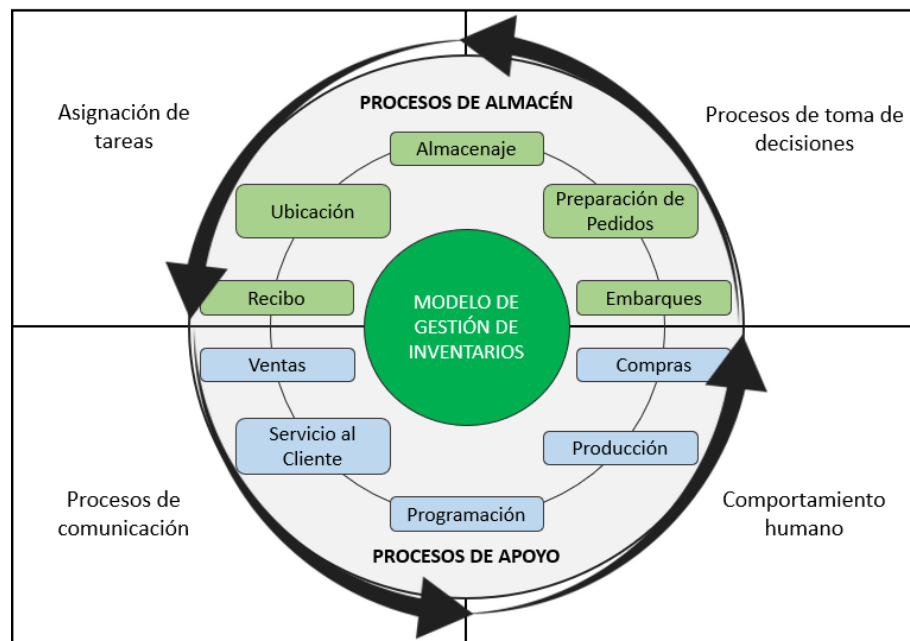 PROCESOS DE ALMACÉN
Asignación de
tareas
Procesos de toma de
decisiones
Almacenaje
Ubicación
Preparación de
Pedidos
Recibo
MODELO DE
GESTIÓN DE
INVENTARIOS
Embarques
Ventas
Compras
Servicio al
Cliente
Producción
Procesos de
comunicación
Programación
Comportamiento
humano
PROCESOS DE APOYO